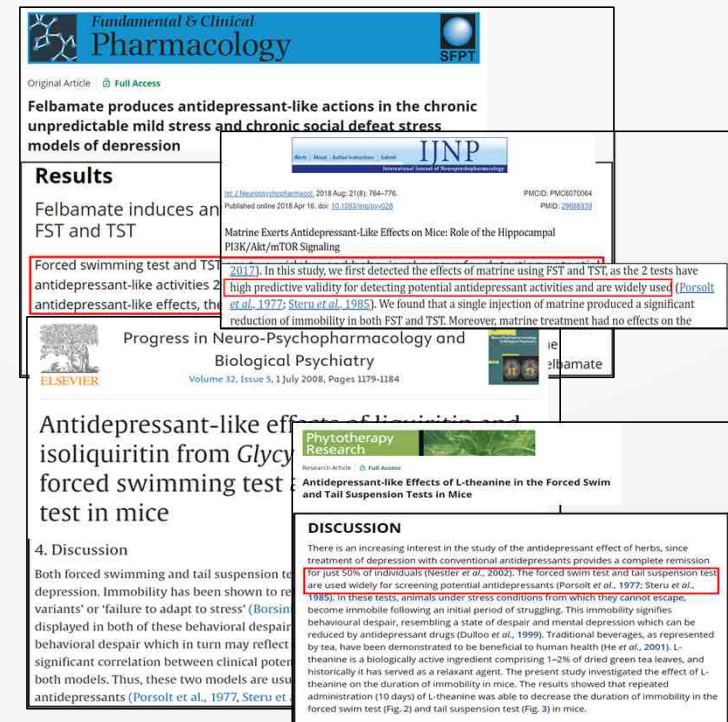 Fundamental & Clinical
Pharmacology
SFPT
Original Article Full Access
Felbamate produces antidepressant-like actions in the chronic
unpredictable mild stress and chronic social defeat stress
models of depression
Results
Felbamate induces an
FST and TST
Forced swimming test and TST
antidepressant-like activities 2
antidepressant-like effects, the
elbamate
Alerts | About | Author Instructions | Submit
IJNP
International Journal of Neuropsychopharmacology
Int J Neuropsychopharmacol. 2018 Aug; 21(8): 764–776.
PMCID: PMC6070064
Published online 2018 Apr 16. doi: 10.1093/ijnp/pyy028
PMID: 29668939
Matrine Exerts Antidepressant-Like Effects on Mice: Role of the Hippocampal
PI3K/Akt/mTOR Signaling
2017). In this study, we first detected the effects of matrine using FST and TST, as the 2 tests have
high predictive validity for detecting potential antidepressant activities and are widely used (Porsolt
et al., 1977; Steru et al., 1985). We found that a single injection of matrine produced a significant
reduction of immobility in both FST and TST. Moreover, matrine treatment had no effects on the
ELSEVIER
Progress in Neuro-Psychopharmacology and
Biological Psychiatry
Volume 32, Issue 5, 1 July 2008, Pages 1179-1184
Antidepressant-like effects of liquiritin and
isoliquiritin from Glycy
forced swimming test
test in mice
4. Discussion
Both forced swimming and tail suspension te
depression. Immobility has been shown to re
variants' or 'failure to adapt to stress' (Borsin
displayed in both of these behavioral despair
behavioral despair which in turn may reflect
significant correlation between clinical poten
both models. Thus, these two models are usu
antidepressants (Porsolt et al., 1977, Steru et
Phytotherapy
Research
Research Article Full Access
Antidepressant-like Effects of L-theanine in the Forced Swim
and Tail Suspension Tests in Mice
DISCUSSION
There is an increasing interest in the study of the antidepressant effect of herbs, since
treatment of depression with conventional antidepressants provides a complete remission
for just 50% of individuals (Nestler et al., 2002). The forced swim test and tail suspension test
are used widely for screening potential antidepressants (Porsolt et al., 1977; Steru et al.,
1985). In these tests, animals under stress conditions from which they cannot escape,
become immobile following an initial period of struggling. This immobility signifies
behavioural despair, resembling a state of despair and mental depression which can be
reduced by antidepressant drugs (Dulloo et al., 1999). Traditional beverages, as represented
by tea, have been demonstrated to be beneficial to human health (He et al., 2001). L-
theanine is a biologically active ingredient comprising 1–2% of dried green tea leaves, and
historically it has served as a relaxant agent. The present study investigated the effect of L-
theanine on the duration of immobility in mice. The results showed that repeated
administration (10 days) of L-theanine was able to decrease the duration of immobility in the
forced swim test (Fig. 2) and tail suspension test (Fig. 3) in mice.